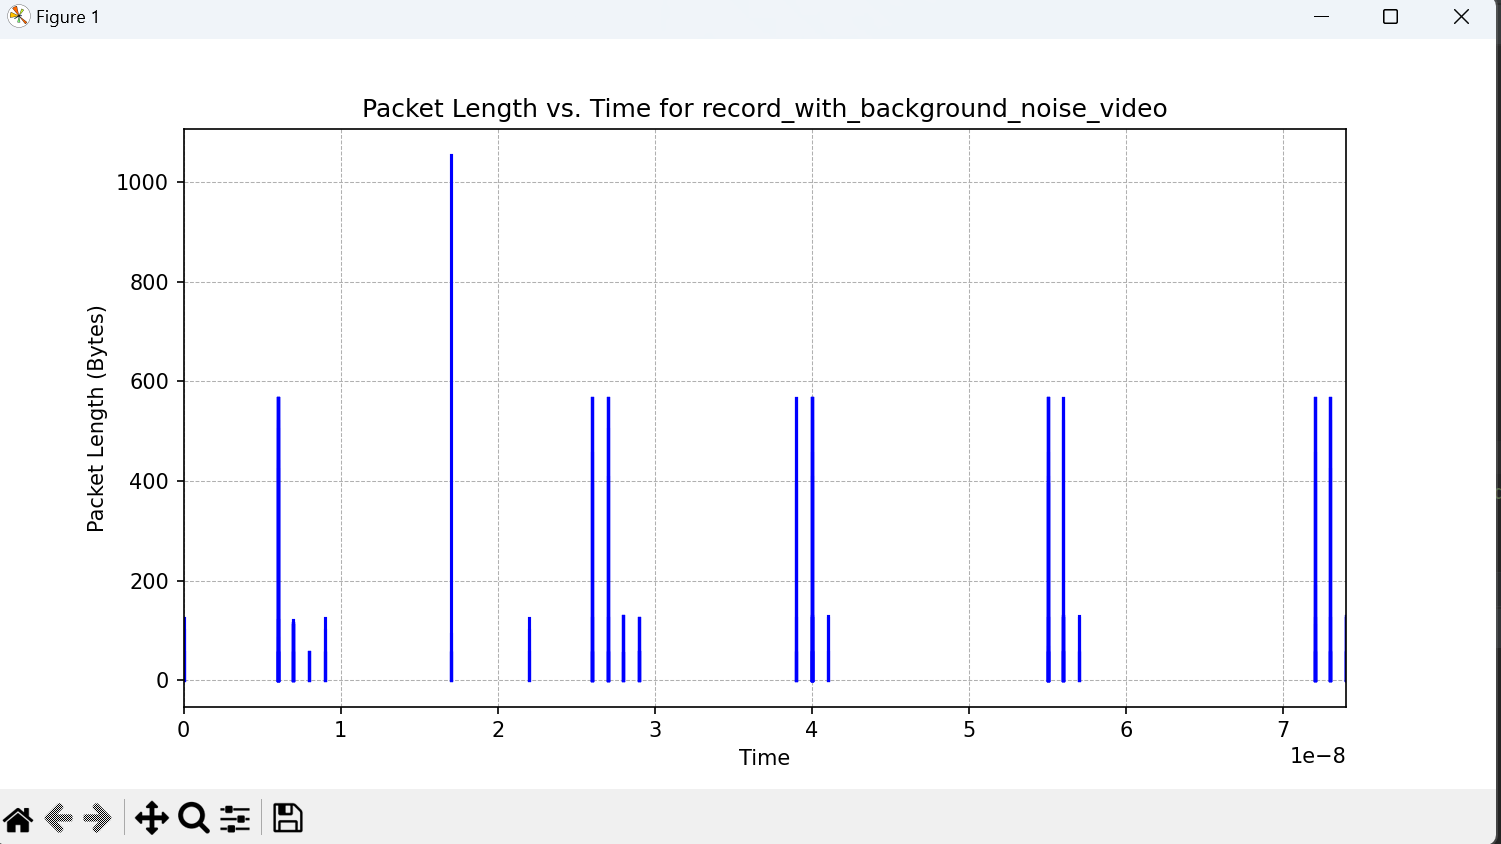 Figure 1
Packet Length vs. Time for record_with_background_noise_video
1000
800
600
400
200
0
Packet Length (Bytes)
0 1 2 3 4 5 6 7
1e−8
Time